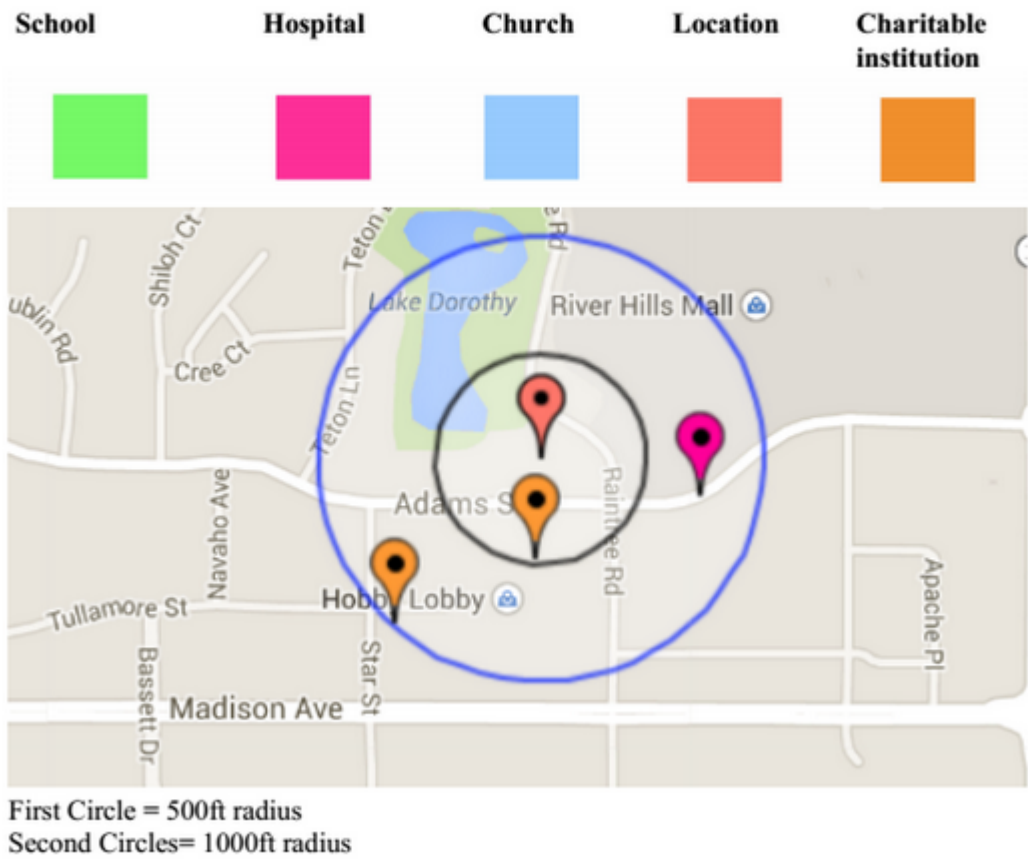 School
Hospital
Church
Location
Charitable
institution
Shiloh Ct
Teton L
e Rd
Lake Dorothy
River Hills Mall
ublin Rd
Cree Ct
Teton Ln
Adams S
Raintree Rd
Navaho Ave
Hobby Lobby
Tullamore St
Apache Pl
Bassett Dr
Star St
Madison Ave
First Circle = 500ft radius
Second Circles= 1000ft radius